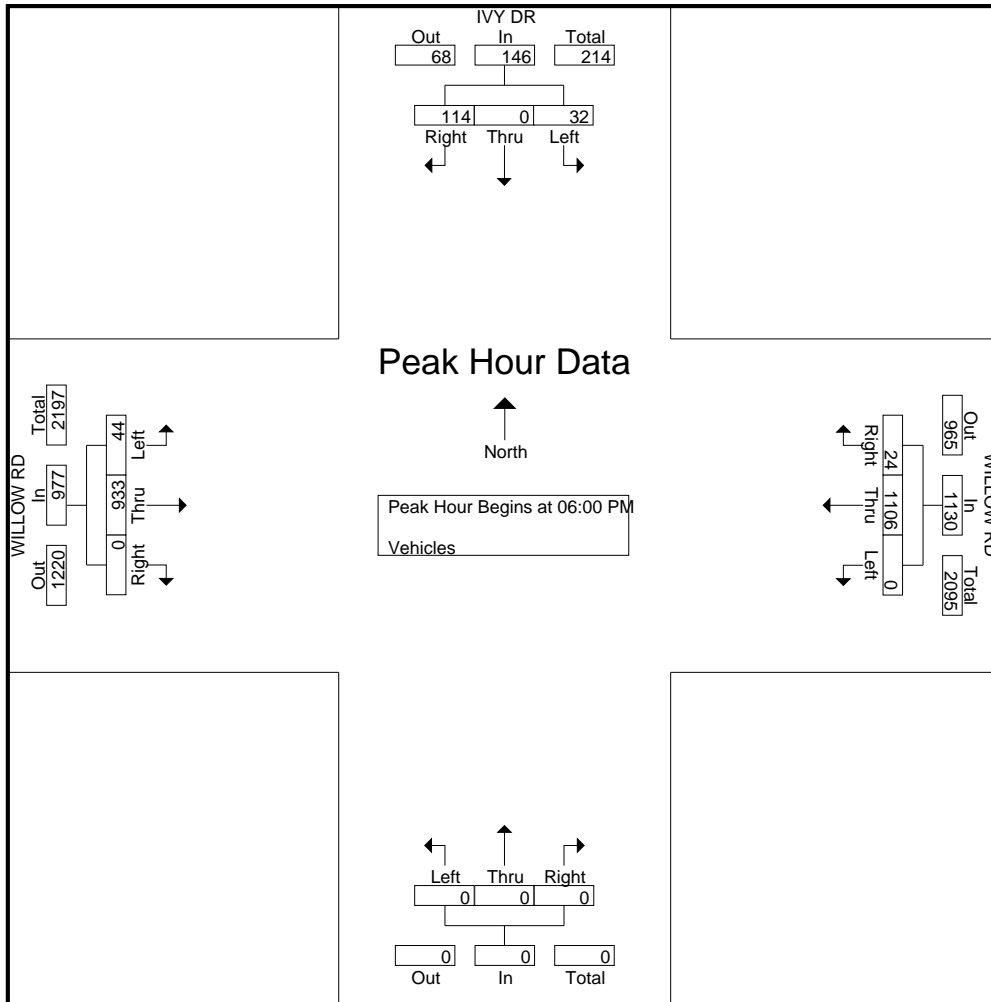 IVY DR
Out In Total
68 146 214
114 0 32
Right Thru Left
Peak Hour Data
North
Peak Hour Begins at 06:00 PM
Vehicles
WILLOW RD
Total In Out
2197 977 1220
44 933 0
Left Thru Right
WILLOW RD
Out In Total
965 1130 2095
24 1106 0
Right Thru Left
Left Thru Right
0 0 0
0 0 0
Out In Total